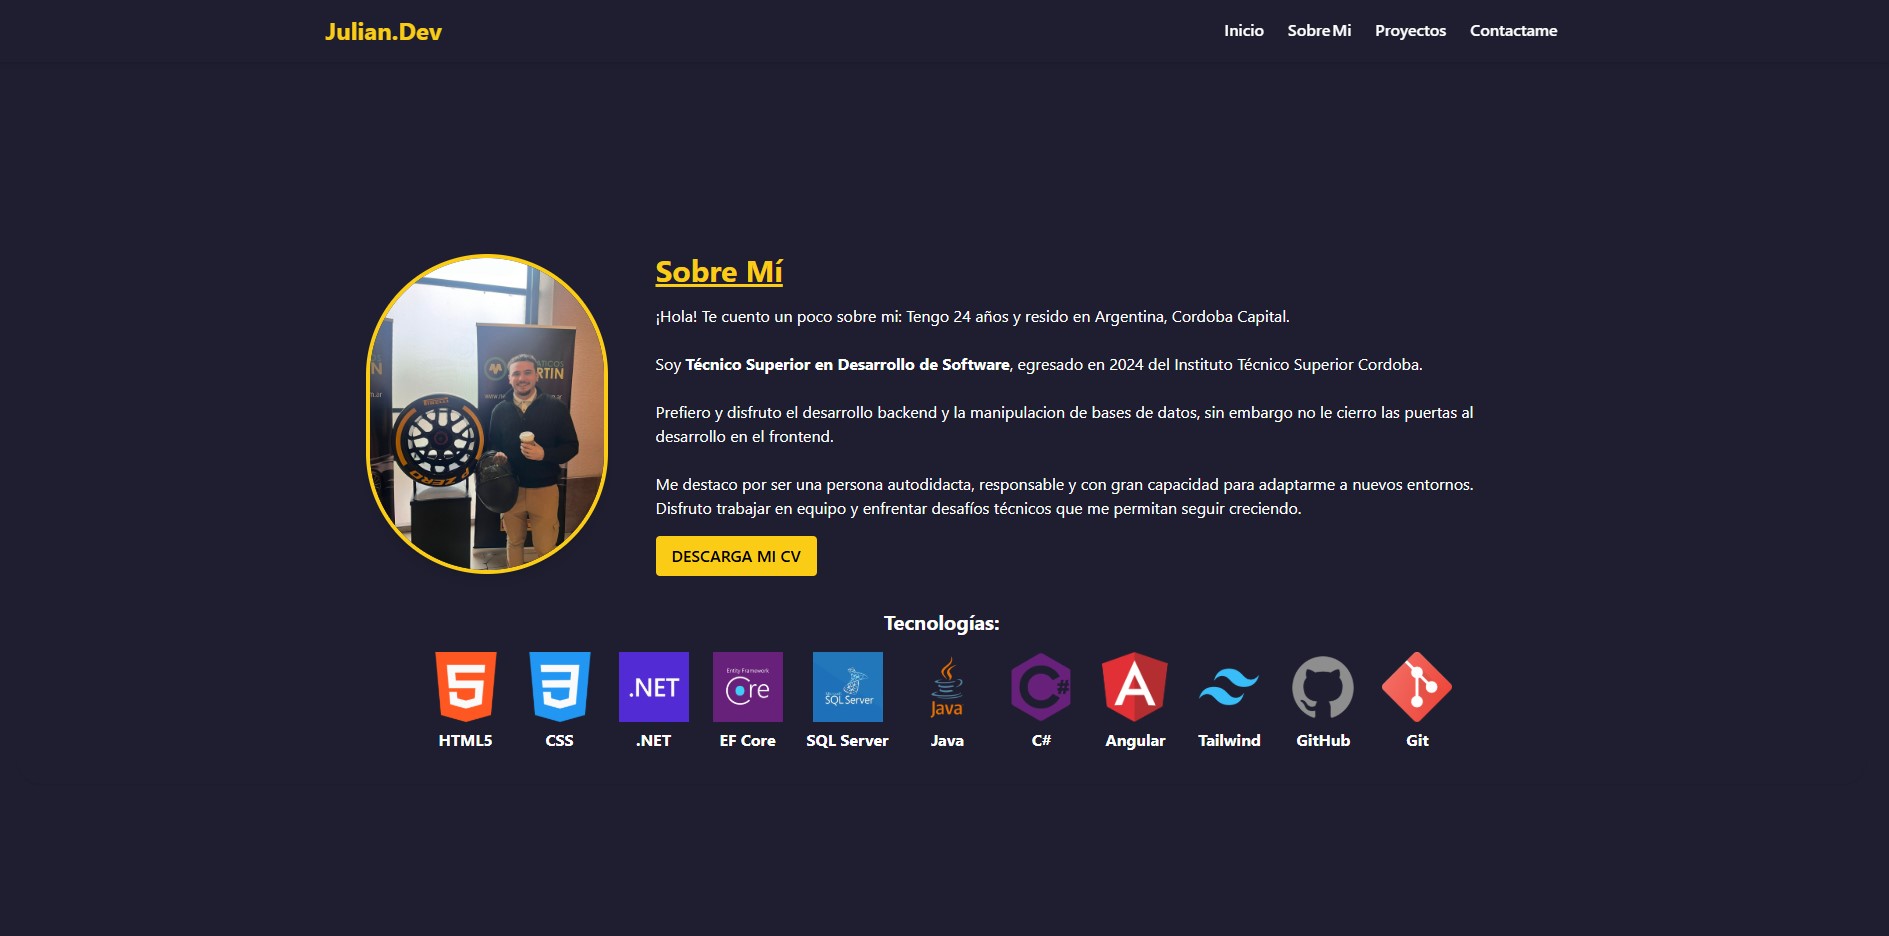 Julian.Dev
Inicio Sobre Mi Proyectos Contactame
Sobre Mí
¡Hola! Te cuento un poco sobre mi: Tengo 24 años y resido en Argentina, Cordoba Capital.
Soy Técnico Superior en Desarrollo de Software, egresado en 2024 del Instituto Técnico Superior Cordoba.
Prefiero y disfruto el desarrollo backend y la manipulacion de bases de datos, sin embargo no le cierro las puertas al
desarrollo en el frontend.
Me destaco por ser una persona autodidacta, responsable y con gran capacidad para adaptarme a nuevos entornos.
Disfruto trabajar en equipo y enfrentar desafíos técnicos que me permitan seguir creciendo.
DESCARGA MI CV
P ZERO
Tecnologías:
5
3
.NET
Entity Framework
Core
Microsoft
SQL Server
Java
C#
A
HTML5 CSS .NET EF Core SQL Server Java C# Angular Tailwind GitHub Git